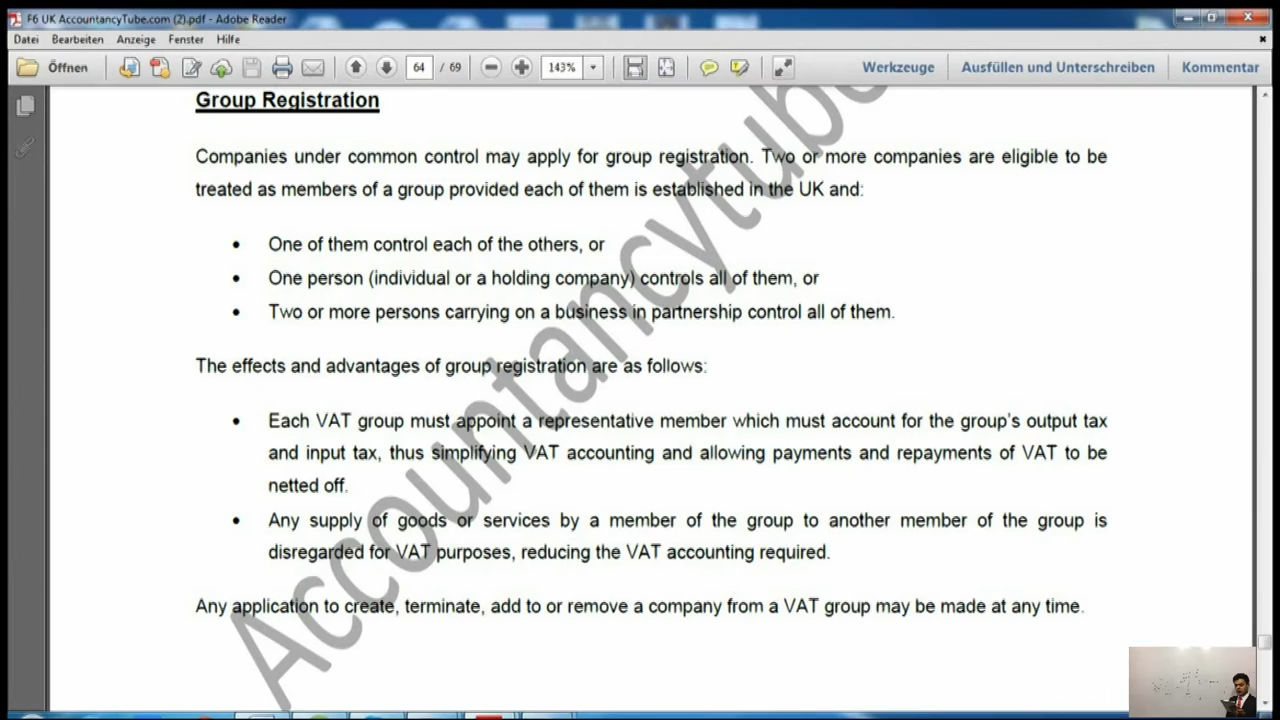 F6 UK AccountancyTube.com (2).pdf - Adobe Reader
Datei Bearbeiten Anzeige Fenster Hilfe
Öffnen 64 / 69 143% Werkzeuge Ausfüllen und Unterschreiben Kommentar
Group Registration
Companies under common control may apply for group registration. Two or more companies are eligible to be
treated as members of a group provided each of them is established in the UK and:
• One of them control each of the others, or
• One person (individual or a holding company) controls all of them, or
• Two or more persons carrying on a business in partnership control all of them.
The effects and advantages of group registration are as follows:
• Each VAT group must appoint a representative member which must account for the group's output tax
and input tax, thus simplifying VAT accounting and allowing payments and repayments of VAT to be
netted off.
• Any supply of goods or services by a member of the group to another member of the group is
disregarded for VAT purposes, reducing the VAT accounting required.
Any application to create, terminate, add to or remove a company from a VAT group may be made at any time.
Accountancytube